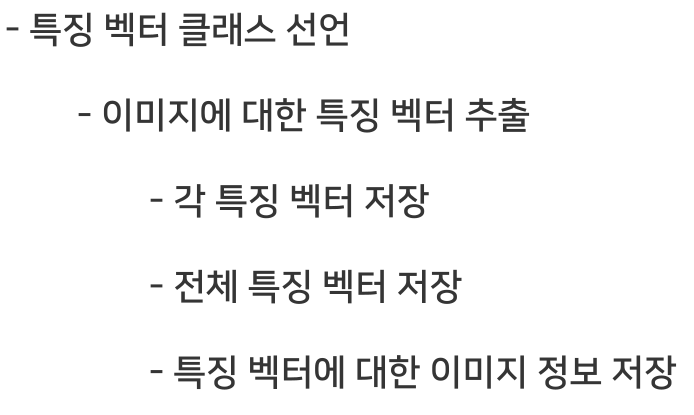 - 특징 벡터 클래스 선언
- 이미지에 대한 특징 벡터 추출
- 각 특징 벡터 저장
- 전체 특징 벡터 저장
- 특징 벡터에 대한 이미지 정보 저장